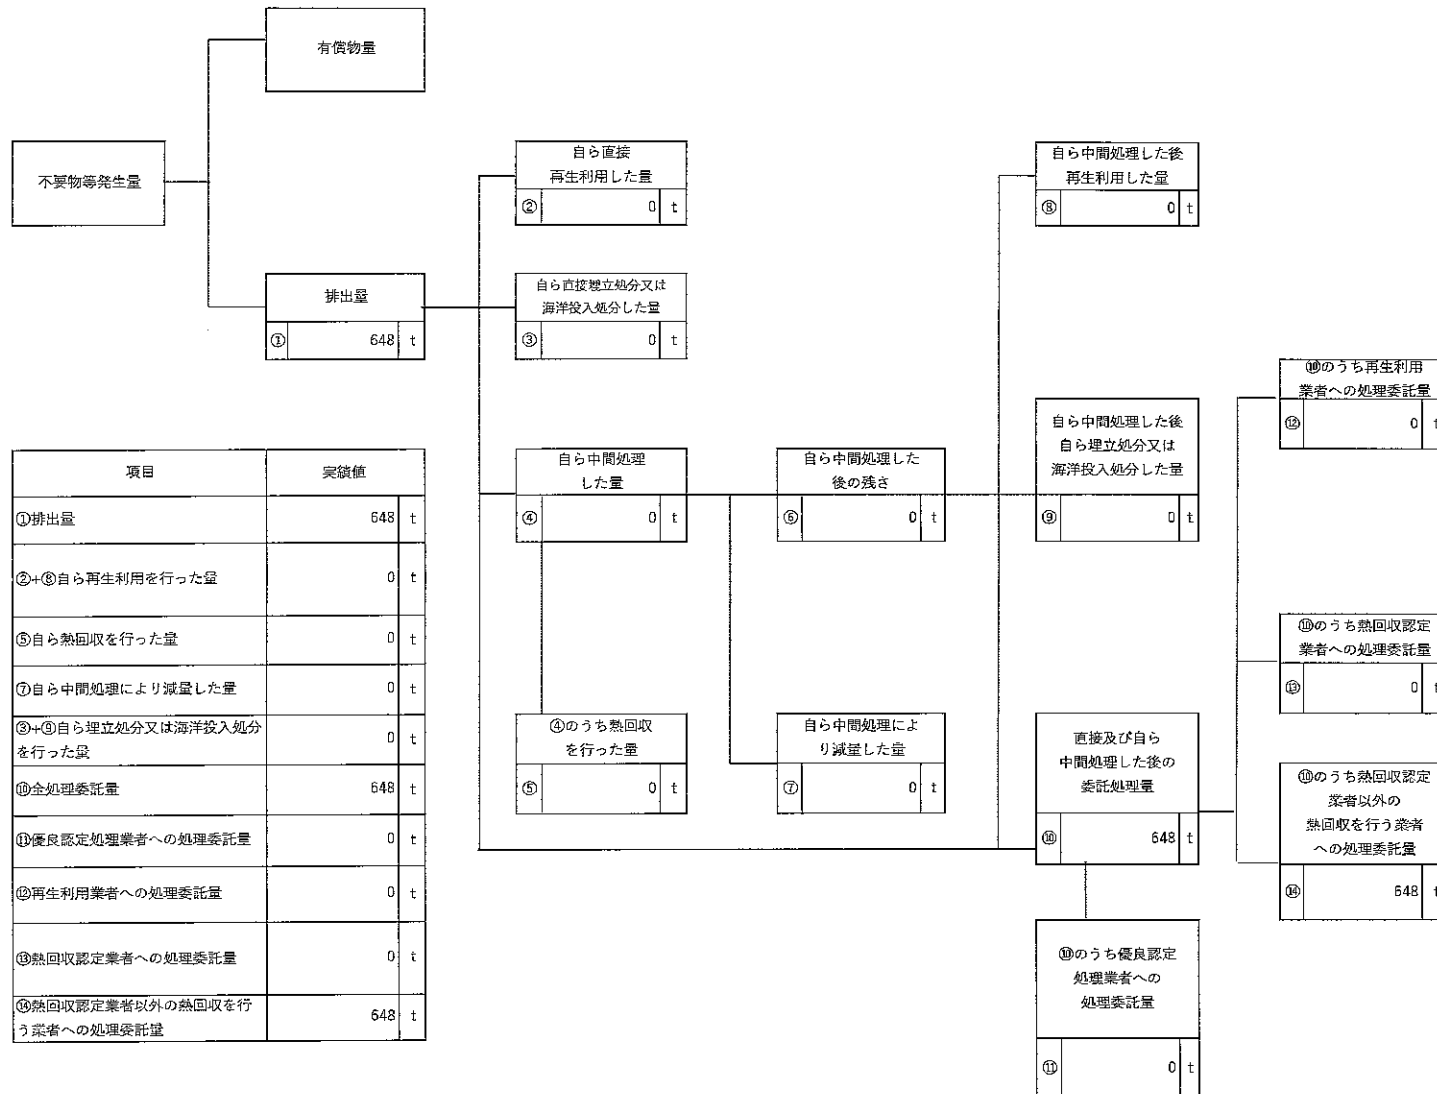 有償物量
不要物等発生量
自ら直接
再生利用した量
② 0 t
自ら中間処理した後
再生利用した量
⑧ 0 t
排出量
① 648 t
自ら直接埋立処分又は
海洋投入処分した量
③ 0 t
⑩のうち再生利用
業者への処理委託量
⑫ 0 t
自ら中間処理
した量
④ 0 t
自ら中間処理した
後の残さ
⑥ 0 t
自ら中間処理した後
自ら埋立処分又は
海洋投入処分した量
⑨ 0 t
⑩のうち熱回収認定
業者への処理委託量
⑬ 0 t
④のうち熱回収
を行った量
⑤ 0 t
自ら中間処理によ
り減量した量
⑦ 0 t
直接及び自ら
中間処理した後の
委託処理量
⑩ 648 t
⑩のうち熱回収認定
業者以外の
熱回収を行う業者
への処理委託量
⑭ 648 t
⑩のうち優良認定
処理業者への
処理委託量
⑪ 0 t
項目 実績値
①排出量 648 t
②+⑧自ら再生利用を行った量 0 t
⑤自ら熱回収を行った量 0 t
⑦自ら中間処理により減量した量 0 t
③+⑨自ら埋立処分又は海洋投入処分
を行った量 0 t
⑩全処理委託量 648 t
⑪優良認定処理業者への処理委託量 0 t
⑫再生利用業者への処理委託量 0 t
⑬熱回収認定業者への処理委託量 0 t
⑭熱回収認定業者以外の熱回収を行
う業者への処理委託量 648 t